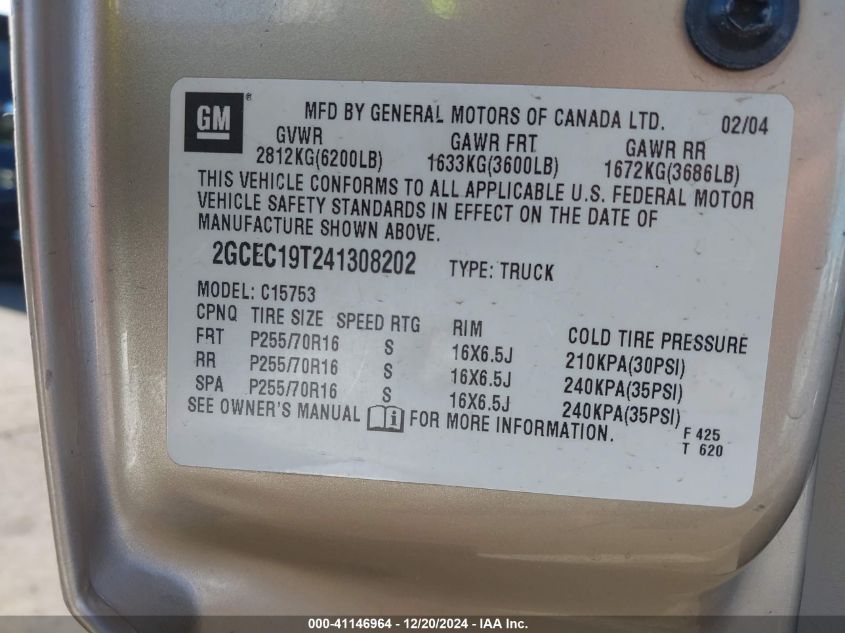 GM ® MFD BY GENERAL MOTORS OF CANADA LTD. 02/04
GVWR GAWR FRT GAWR RR
2812KG(6200LB) 1633KG(3600LB) 1672KG(3686LB)
THIS VEHICLE CONFORMS TO ALL APPLICABLE U.S. FEDERAL MOTOR
VEHICLE SAFETY STANDARDS IN EFFECT ON THE DATE OF
MANUFACTURE SHOWN ABOVE.
2GCEC19T241308202 TYPE: TRUCK
MODEL: C15753
CPNQ TIRE SIZE SPEED RTG RIM COLD TIRE PRESSURE
FRT P255/70R16 S 16X6.5J 210KPA(30PSI)
RR P255/70R16 S 16X6.5J 240KPA(35PSI)
SPA P255/70R16 S 16X6.5J 240KPA(35PSI)
SEE OWNER'S MANUAL i FOR MORE INFORMATION.
F 425
T 620
000-41146964 - 12/20/2024 - IAA Inc.